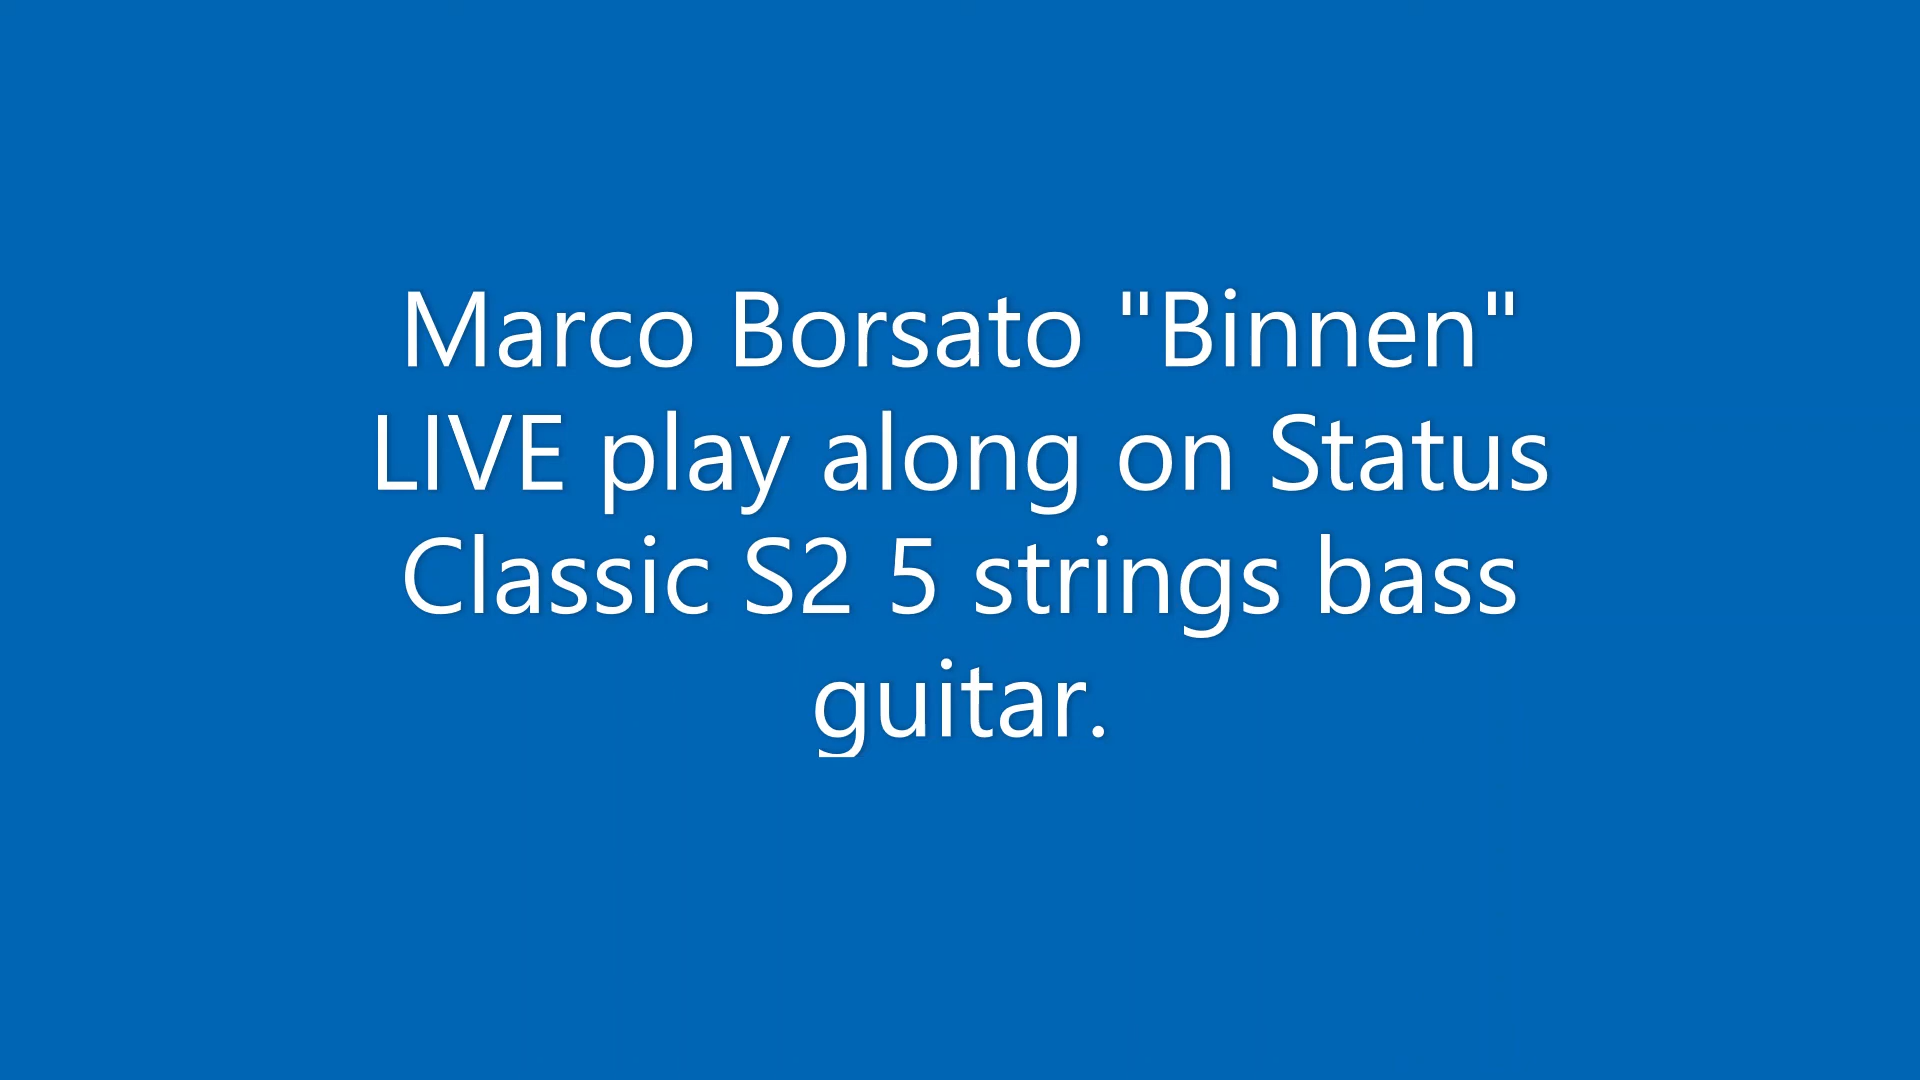 Marco Borsato "Binnen"
LIVE play along on Status
Classic S2 5 strings bass
guitar.